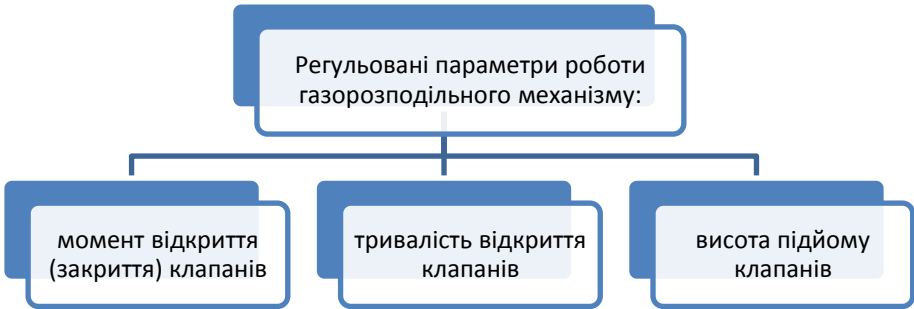 Регульовані параметри роботи
газорозподільного механізму:
момент відкриття
(закриття) клапанів
тривалість відкриття
клапанів
висота підйому
клапанів